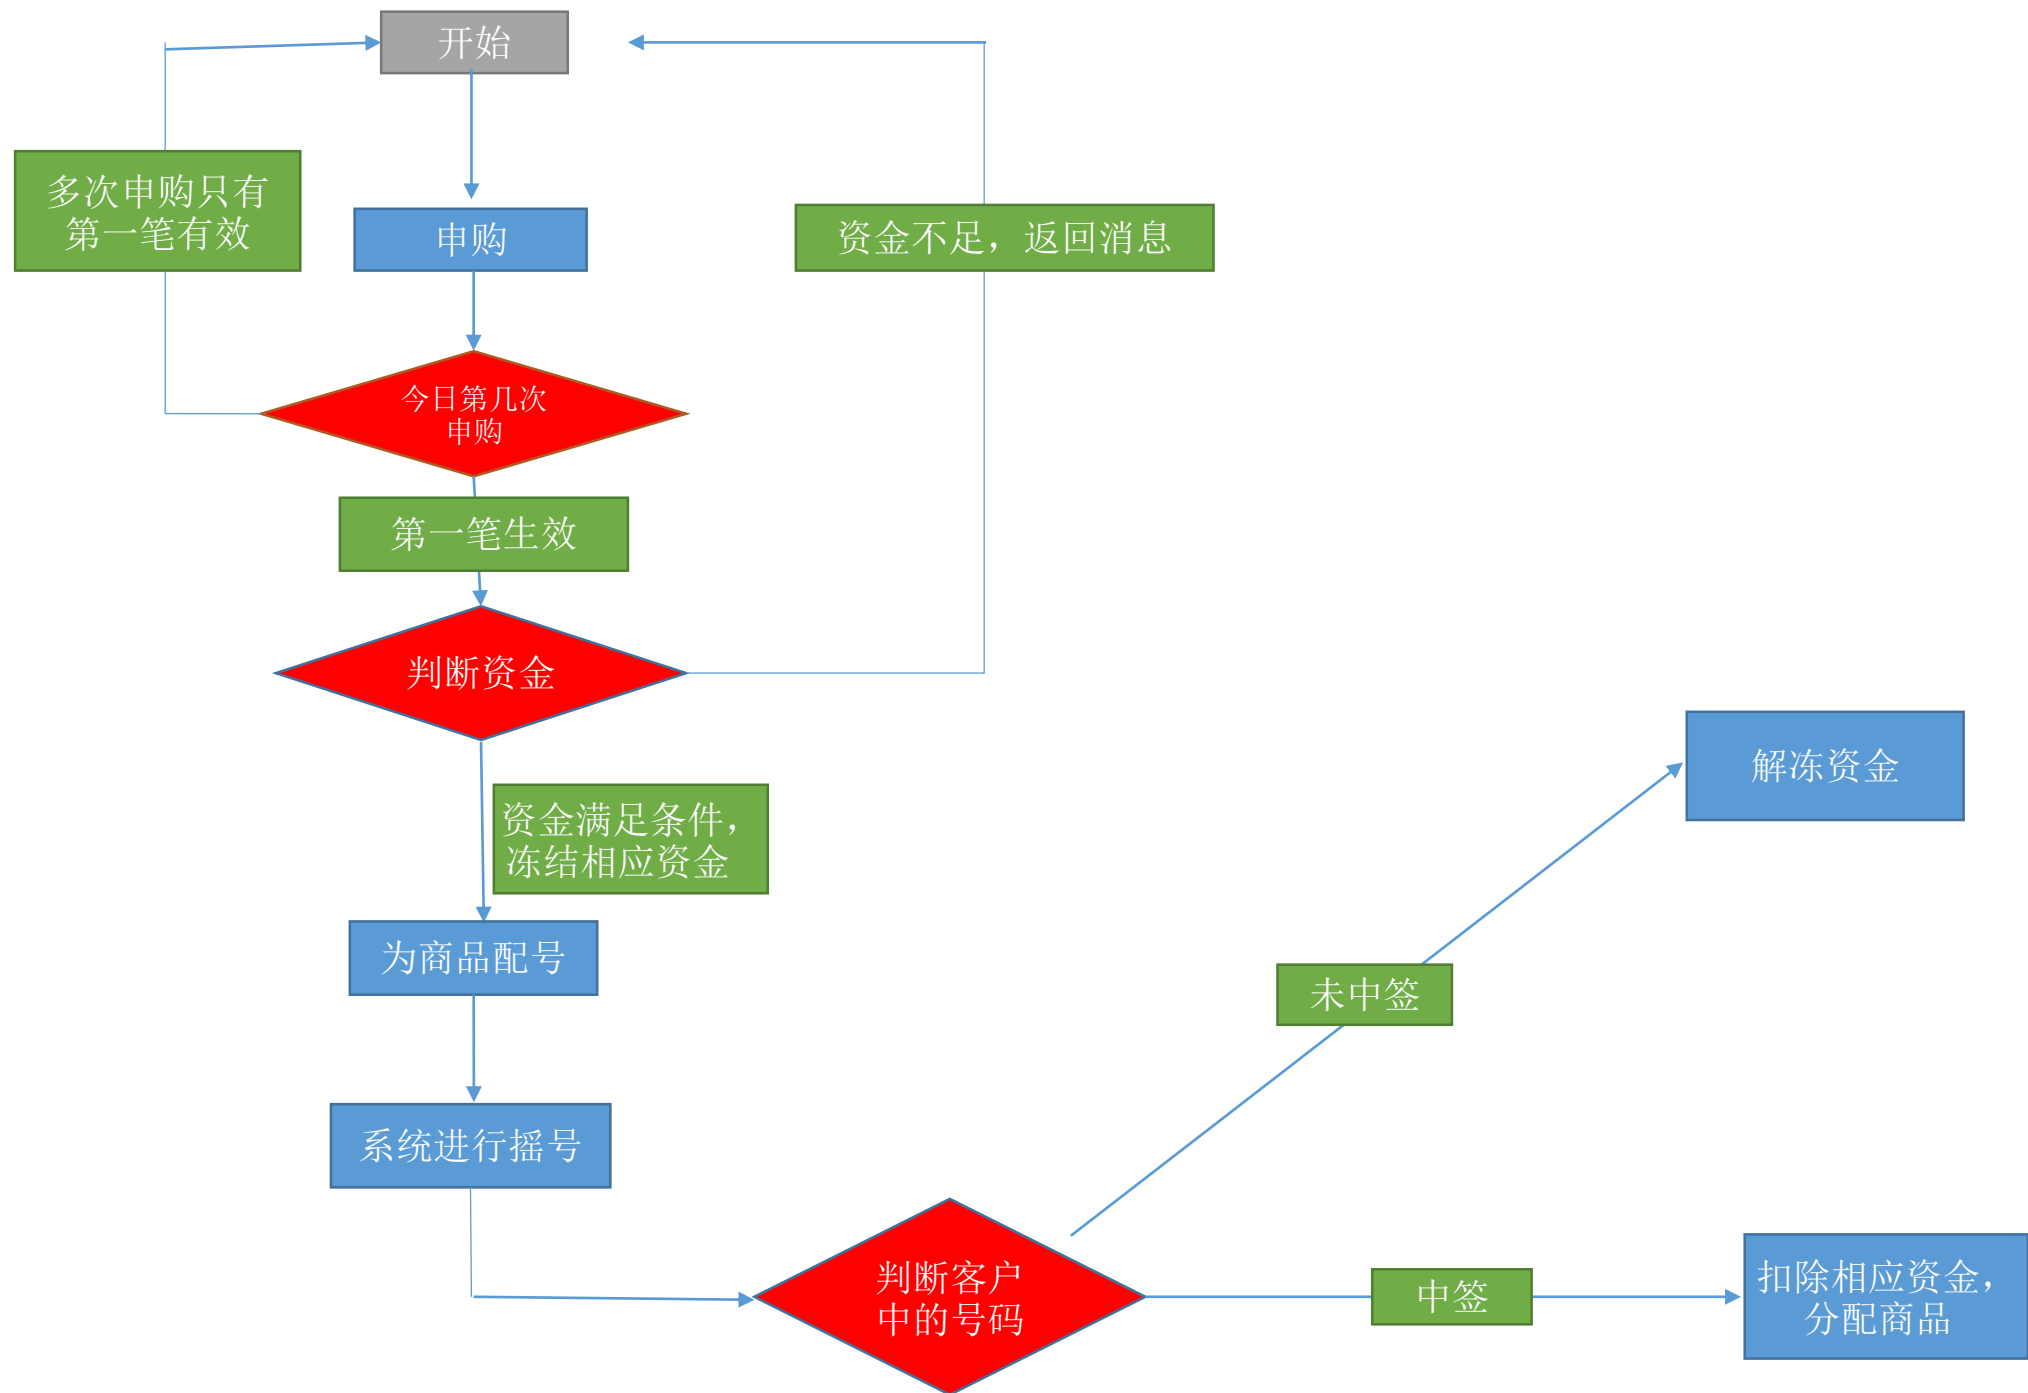 开始
多次申购只有
第一笔有效
申购
资金不足，返回消息
今日第几次
申购
第一笔生效
判断资金
资金满足条件，
冻结相应资金
解冻资金
为商品配号
未中签
系统进行摇号
判断客户
中的号码
中签
扣除相应资金，
分配商品